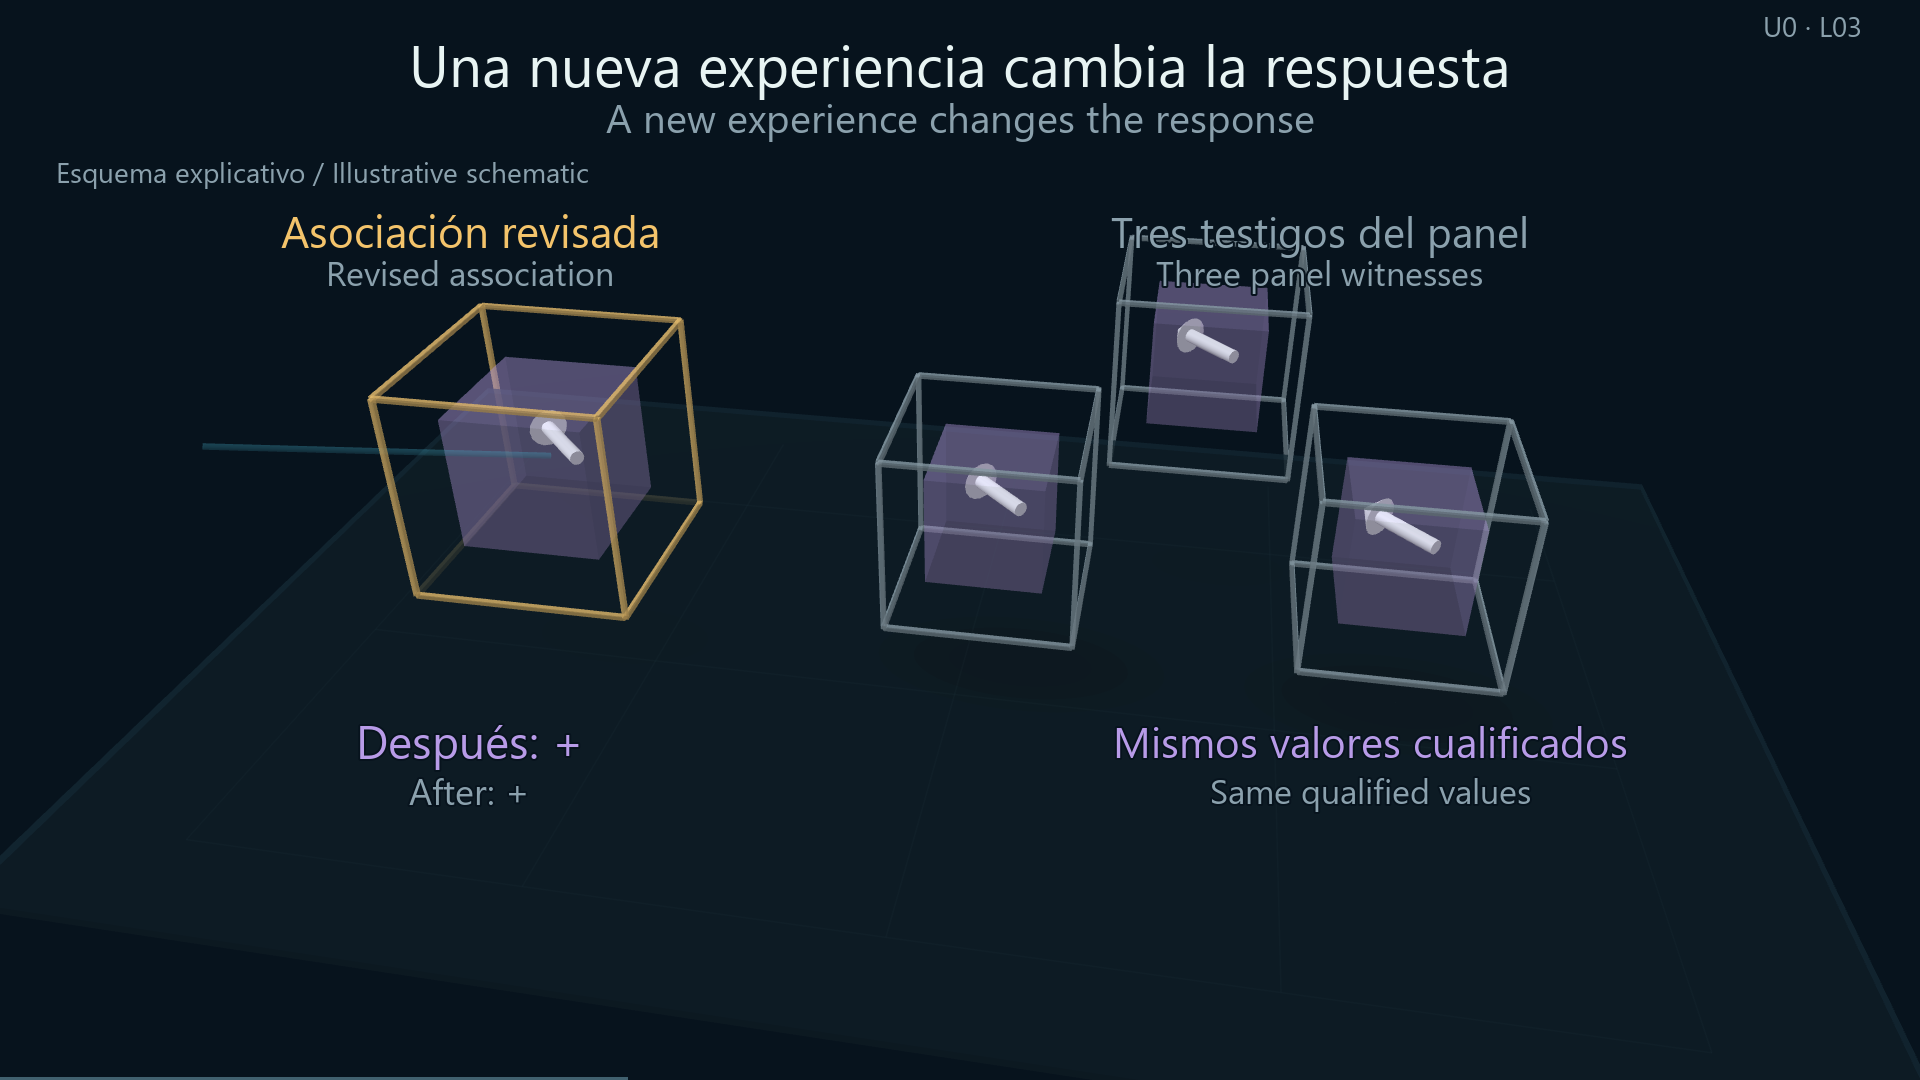 U0 · L03
Una nueva experiencia cambia la respuesta
A new experience changes the response
Esquema explicativo / Illustrative schematic
Asociación revisada
Revised association
Tres testigos del panel
Three panel witnesses
Después: +
After: +
Mismos valores cualificados
Same qualified values